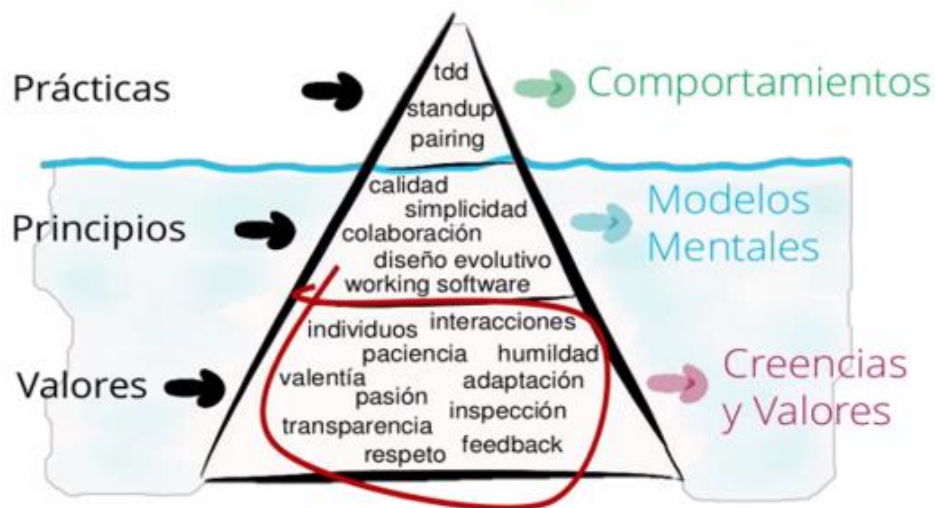 Prácticas
tdd
standup
pairing
Comportamientos
Principios
calidad
simplicidad
colaboración
diseño evolutivo
working software
Modelos
Mentales
Valores
individuos interacciones
paciencia humildad
valentía adaptación
pasión
inspección
transparencia
respeto feedback
Creencias
y Valores